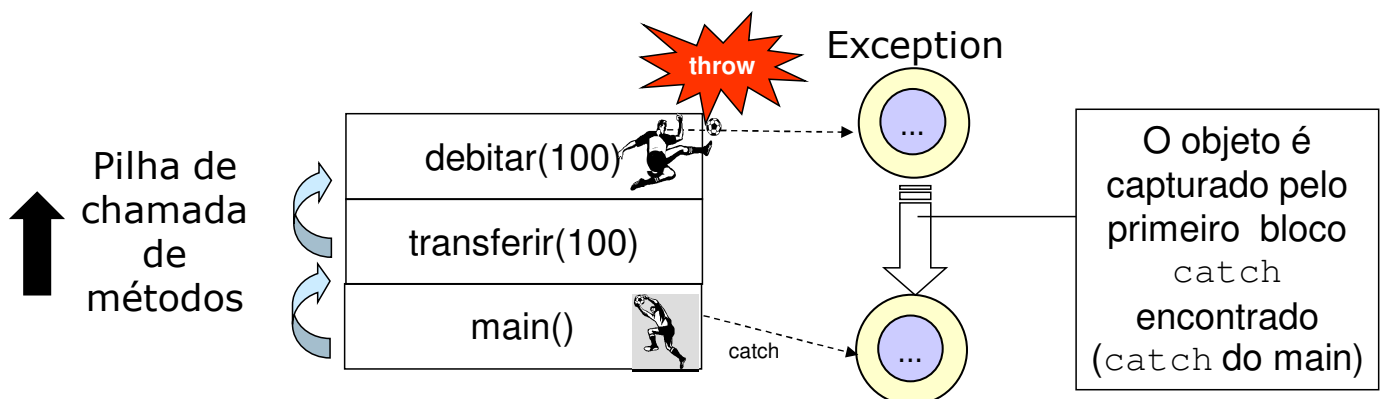 Exception
throw
Pilha de
chamada
de
métodos
debitar(100)
transferir(100)
main()
catch
...
...
O objeto é
capturado pelo
primeiro bloco
catch
encontrado
(catch do main)